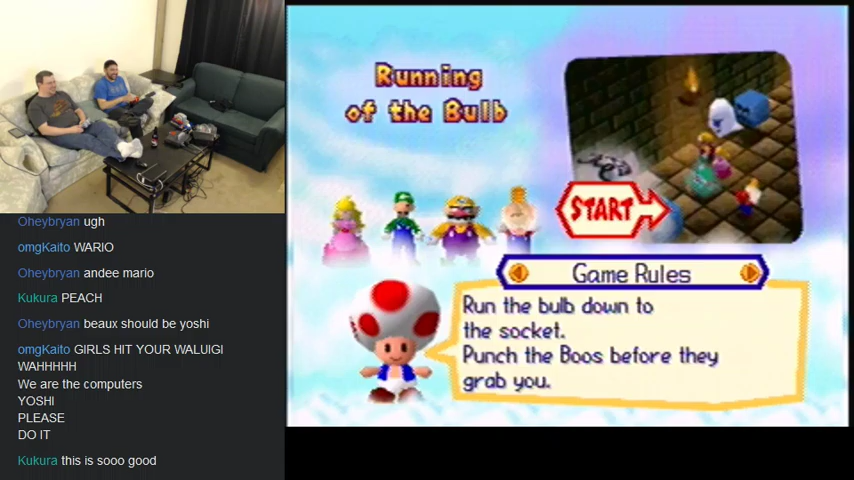 Running
of the Bulb
START
Game Rules
Run the bulb down to
the socket.
Punch the Boos before they
grab you.
Oheybryan ugh
omgKaito WARIO
Oheybryan andee mario
Kukura PEACH
Oheybryan beaux should be yoshi
omgKaito GIRLS HIT YOUR WALUIGI
WAHHHHH
We are the computers
YOSHI
PLEASE
DO IT
Kukura this is sooo good